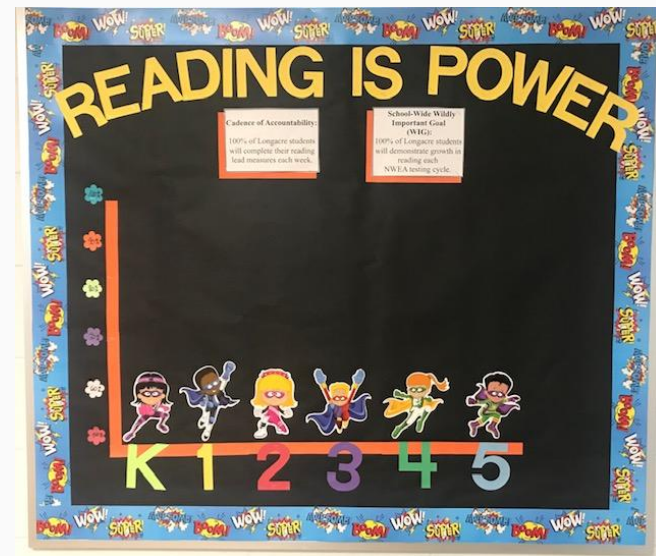 READING IS POWER
Cadence of Accountability:
100% of Longacre students
will complete their reading
lead measures each week.
School-Wide Wildly
Important Goal
(WIG):
100% of Longacre students
will demonstrate growth in
reading each
NWEA testing cycle.
K 1 2 3 4 5
WOW!
SUPER!
BOOM!
AWESOME!